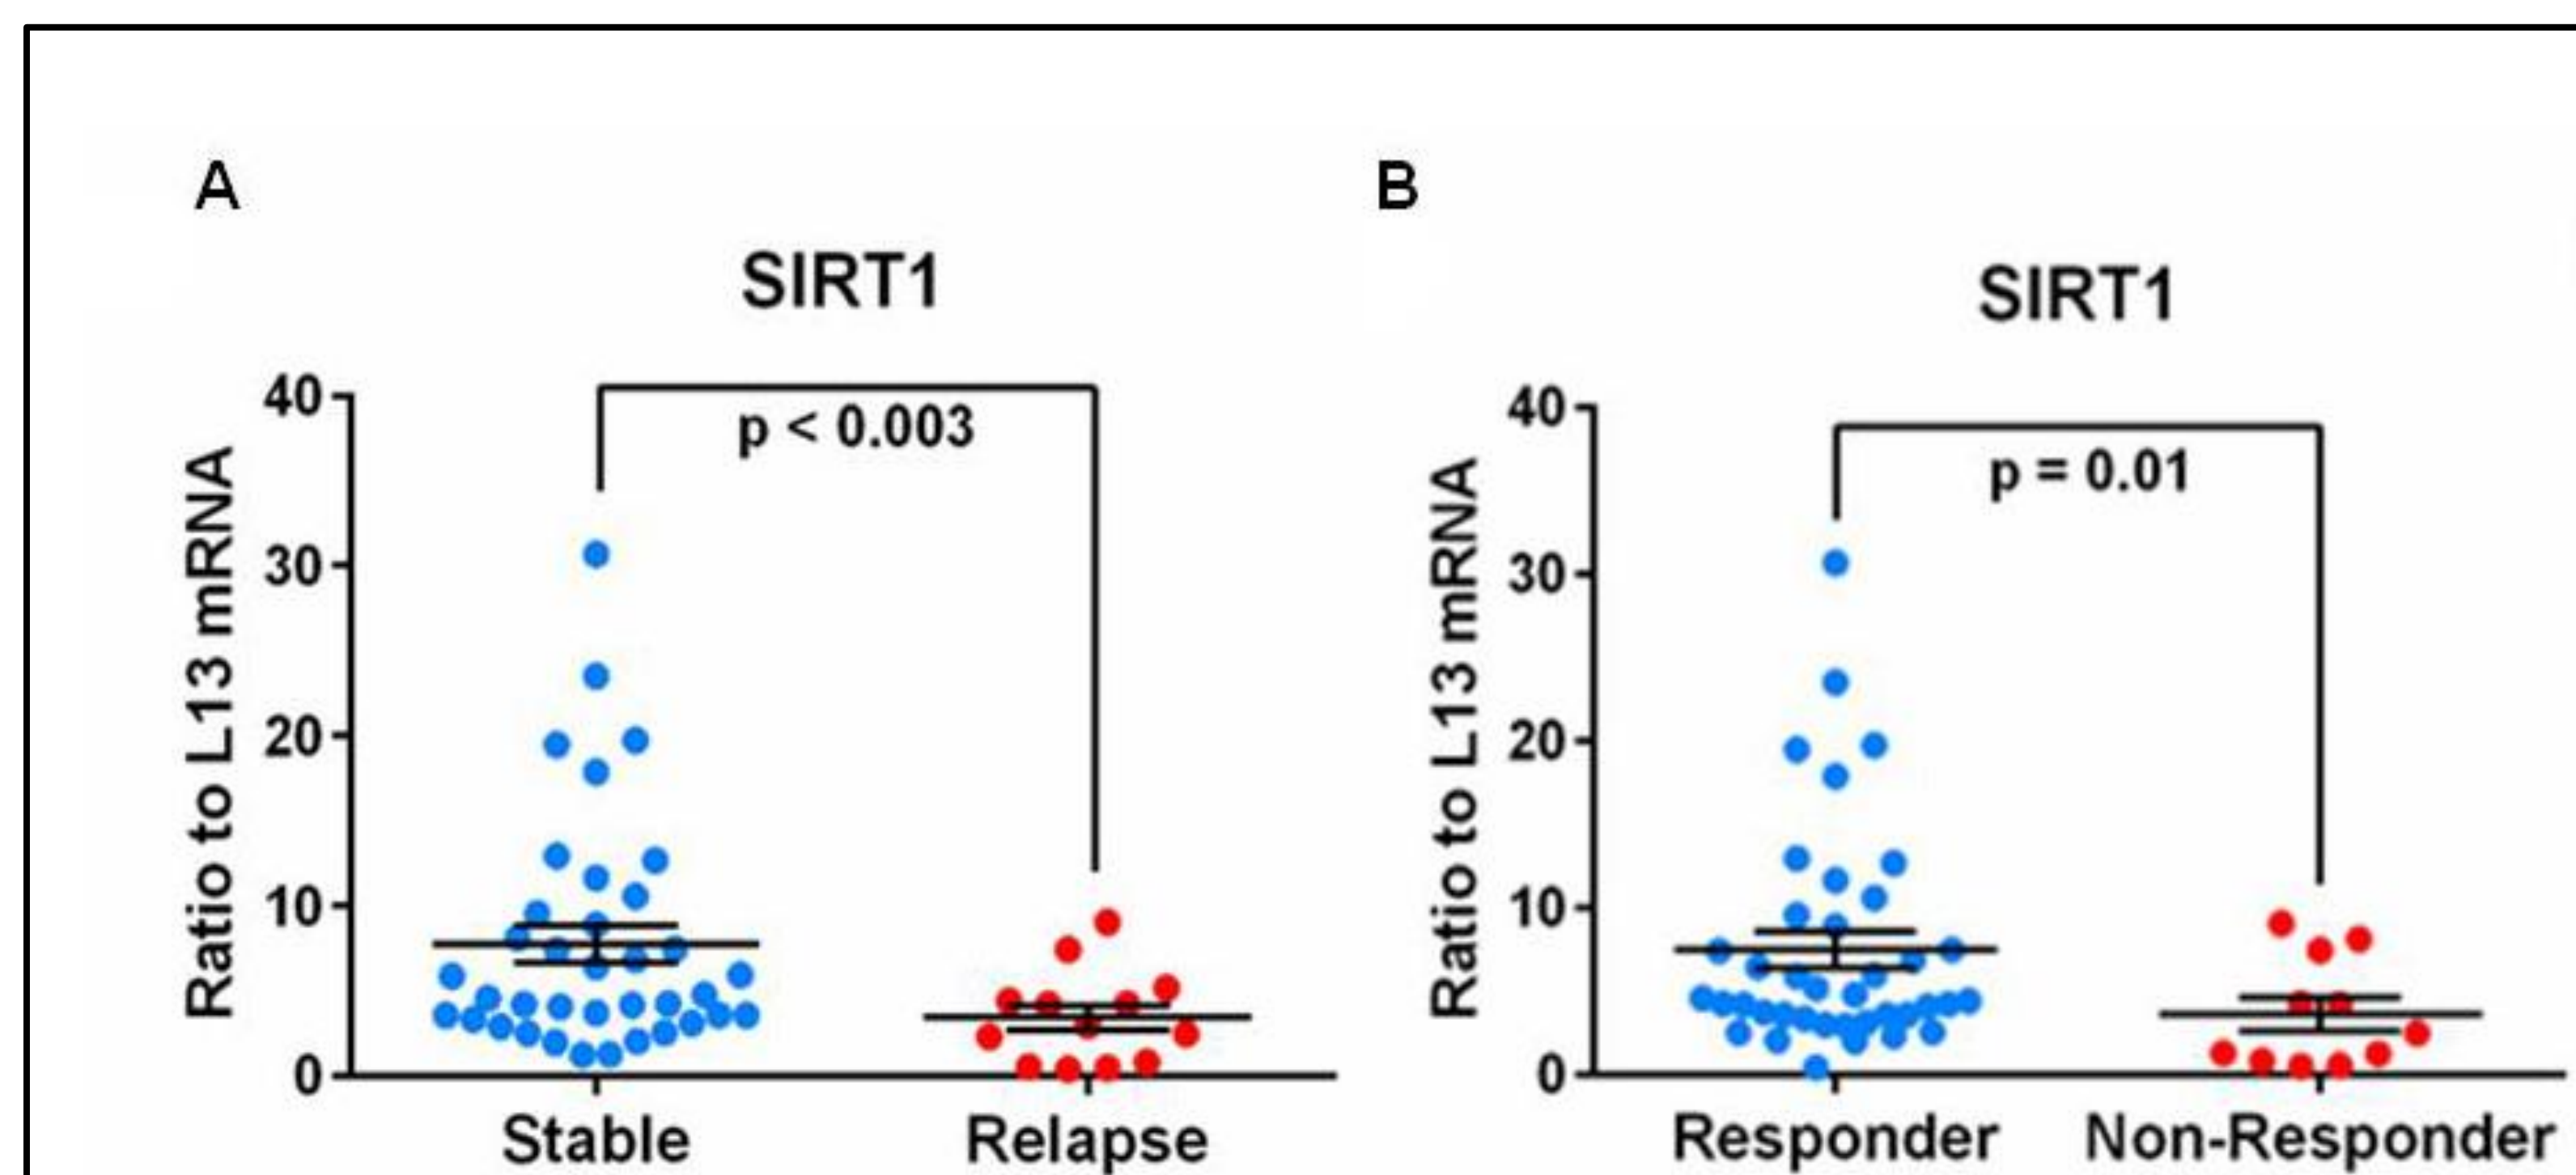 A
SIRT1
40
30
20
10
0
Ratio to L13 mRNA
p < 0.003
Stable
Relapse
B
SIRT1
40
30
20
10
0
Ratio to L13 mRNA
p = 0.01
Responder
Non-Responder